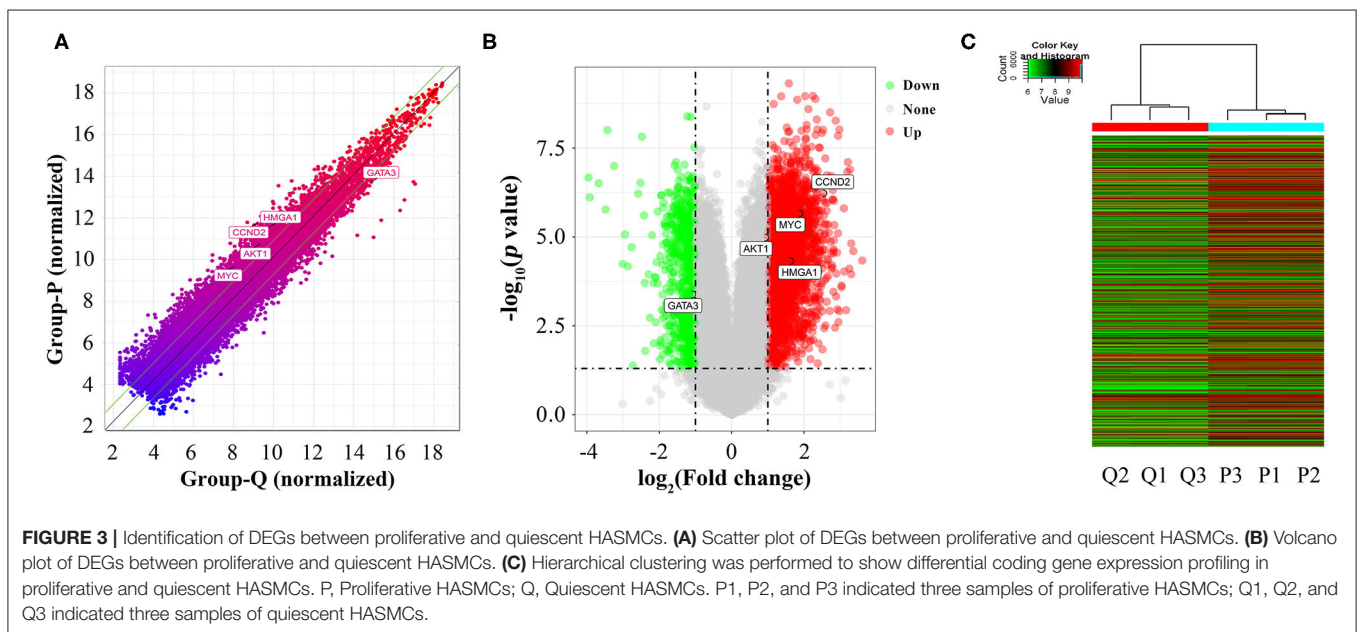 A
B
C
18
16
14
12
10
8
6
4
2
Group-P (normalized)
GATA3
HMGA1
CCND2
AKT1
MYC
2 4 6 8 10 12 14 16 18
Group-Q (normalized)
7.5
5.0
2.5
0.0
-log10(p value)
CCND2
MYC
AKT1
HMGA1
GATA3
-4 -2 0 2
log2(Fold change)
Down
None
Up
Color Key
and Histogram
Count
0 6000
6 7 8 9
Value
Q2 Q1 Q3 P3 P1 P2
FIGURE 3 | Identification of DEGs between proliferative and quiescent HASMCs. (A) Scatter plot of DEGs between proliferative and quiescent HASMCs. (B) Volcano
plot of DEGs between proliferative and quiescent HASMCs. (C) Hierarchical clustering was performed to show differential coding gene expression profiling in
proliferative and quiescent HASMCs. P, Proliferative HASMCs; Q, Quiescent HASMCs. P1, P2, and P3 indicated three samples of proliferative HASMCs; Q1, Q2, and
Q3 indicated three samples of quiescent HASMCs.